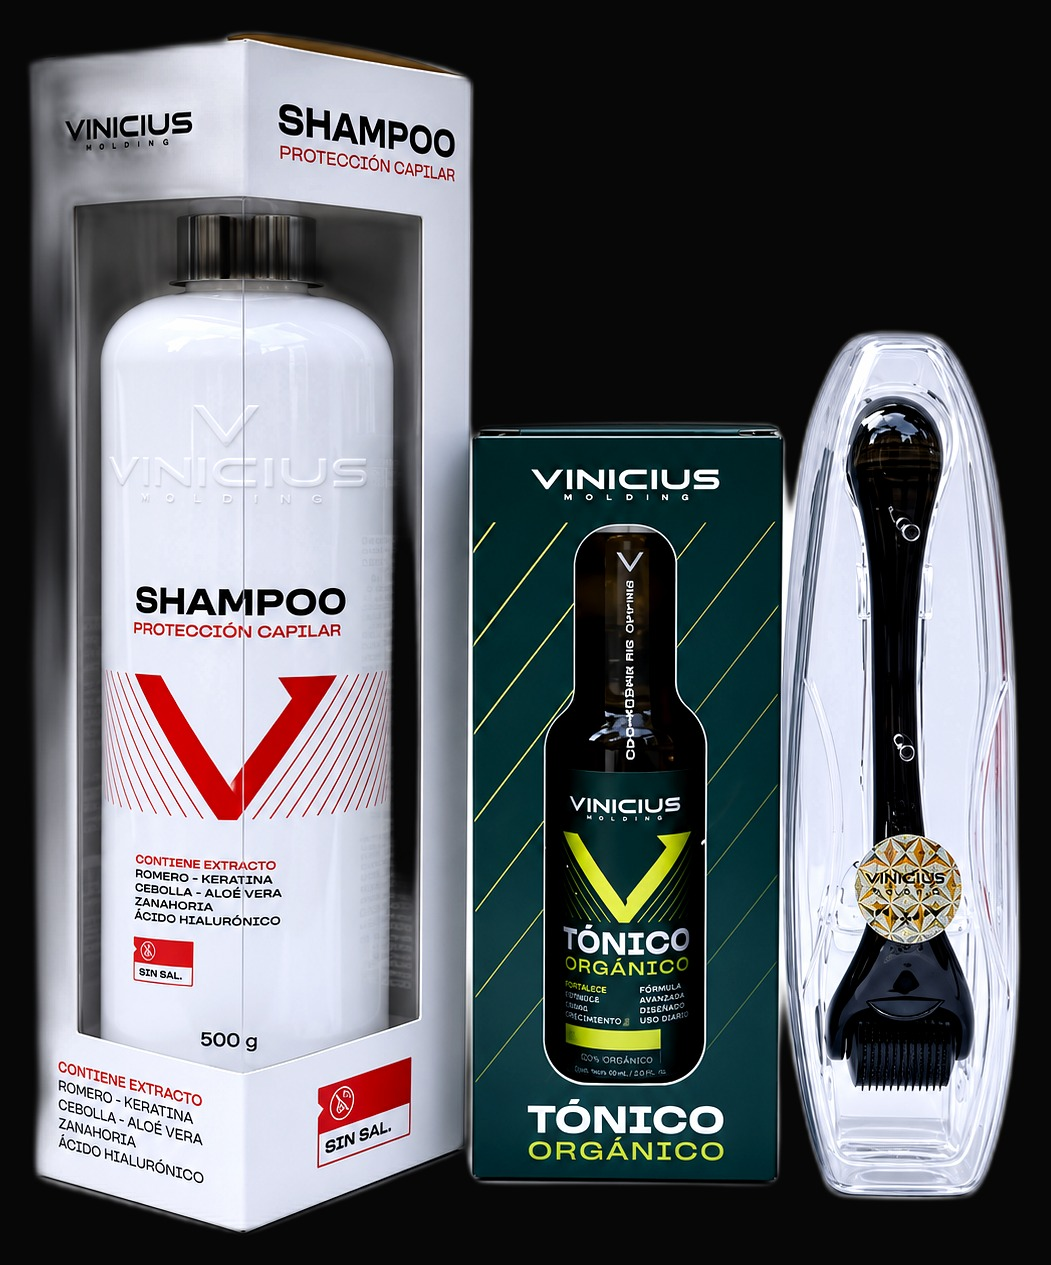 VINICIUS
MOLDING
SHAMPOO
PROTECCIÓN CAPILAR
V
VINICIUS
MOLDING
SHAMPOO
PROTECCIÓN CAPILAR
V
CONTIENE EXTRACTO
ROMERO - KERATINA
CEBOLLA - ALOÉ VERA
ZANAHORIA
ÁCIDO HIALURÓNICO
SIN SAL.
500 g
CONTIENE EXTRACTO
ROMERO - KERATINA
CEBOLLA - ALOÉ VERA
ZANAHORIA
ÁCIDO HIALURÓNICO
SIN SAL.
VINICIUS
MOLDING
V
VINICIUS
MOLDING
V
TÓNICO
ORGÁNICO
FORTALECE
CRECIMIENTO
FÓRMULA
AVANZADA
DISEÑADO
USO DIARIO
ORGÁNICO
TÓNICO
ORGÁNICO
VINICIUS